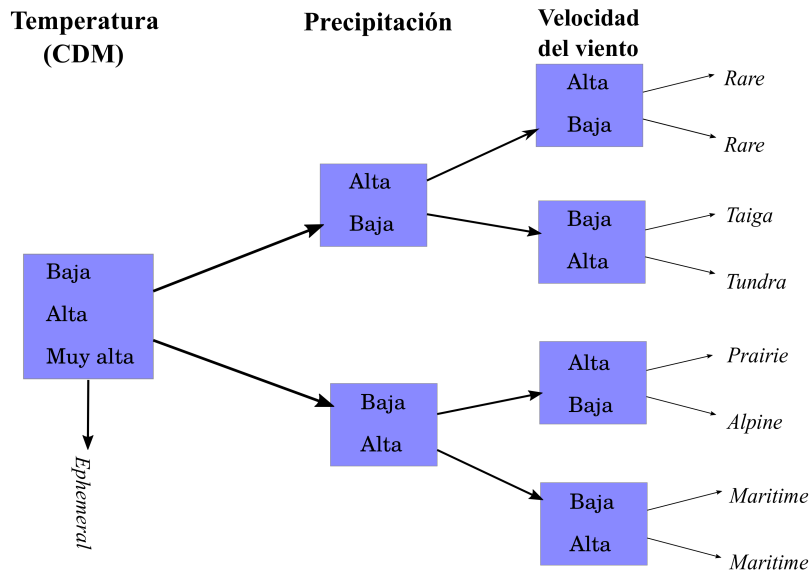 Temperatura
(CDM)
Precipitación
Velocidad
del viento
Baja
Alta
Muy alta
Ephemeral
Alta
Baja
Baja
Alta
Alta
Baja
Baja
Alta
Alta
Baja
Baja
Alta
Rare
Rare
Taiga
Tundra
Prairie
Alpine
Maritime
Maritime